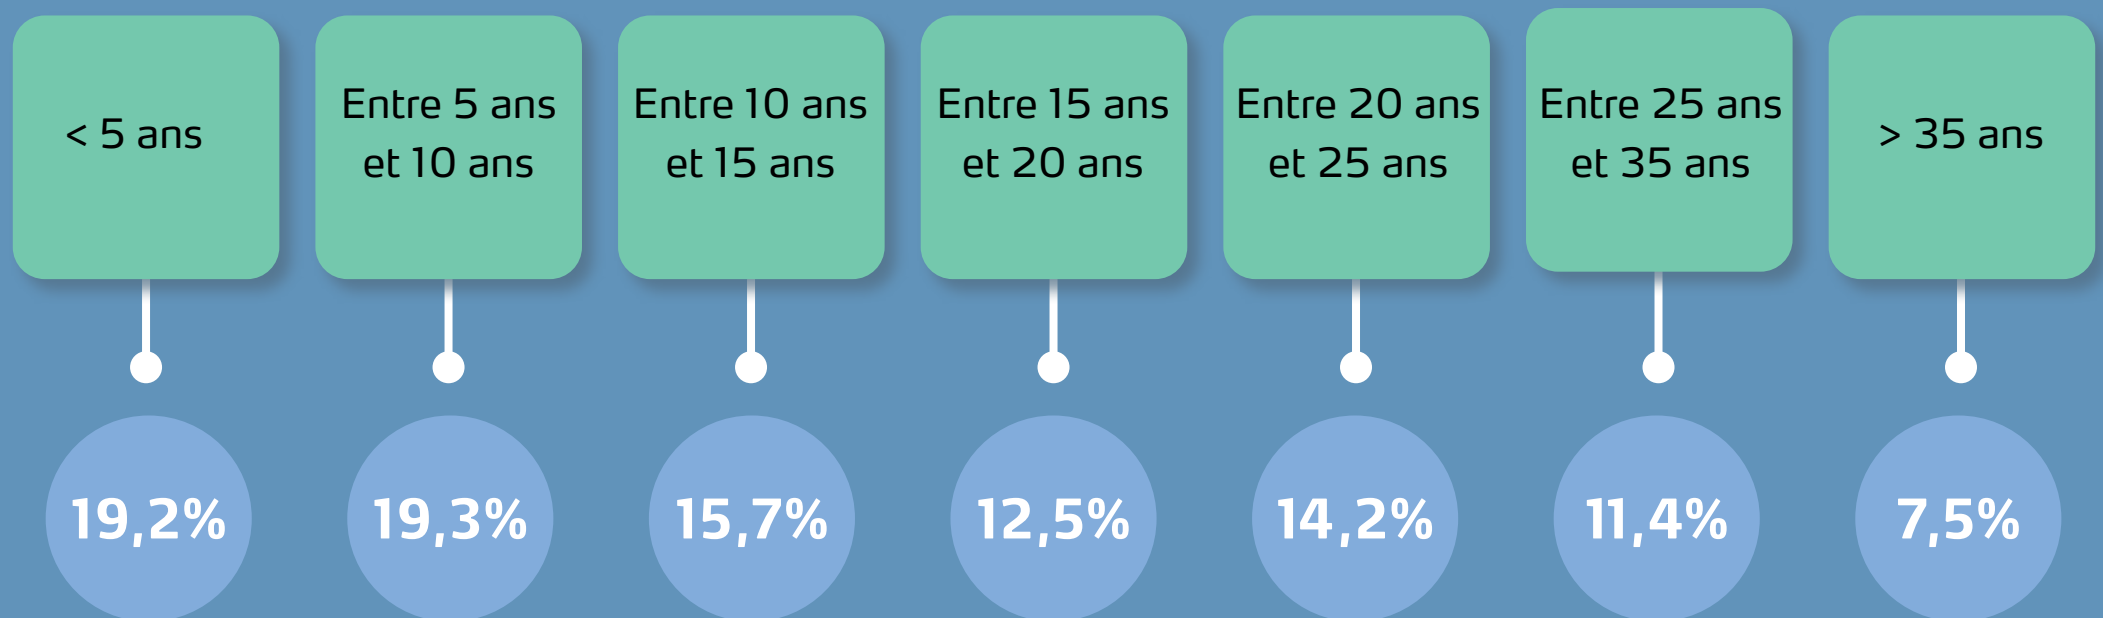 < 5 ans
Entre 5 ans
et 10 ans
Entre 10 ans
et 15 ans
Entre 15 ans
et 20 ans
Entre 20 ans
et 25 ans
Entre 25 ans
et 35 ans
> 35 ans
19,2%
19,3%
15,7%
12,5%
14,2%
11,4%
7,5%